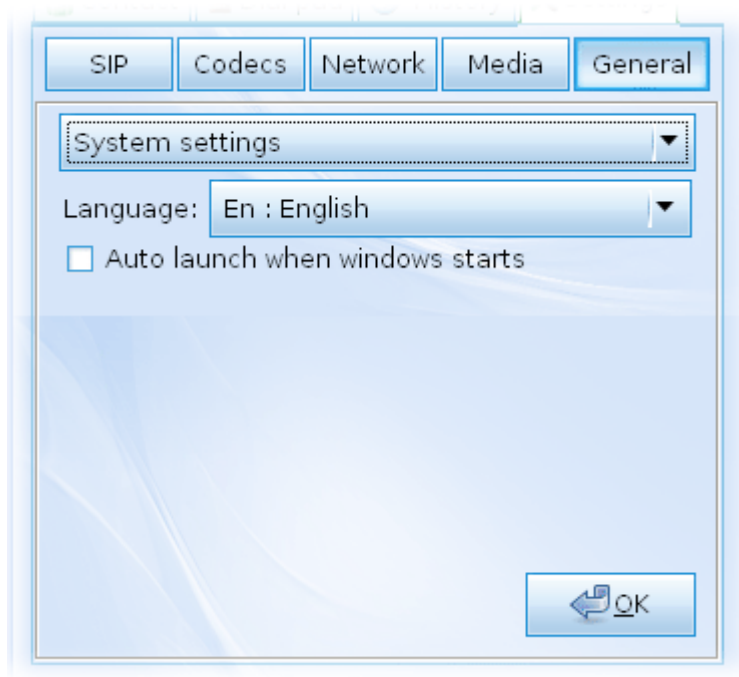 SIP Codecs Network Media General
System settings
Language: En : English
Auto launch when windows starts
OK